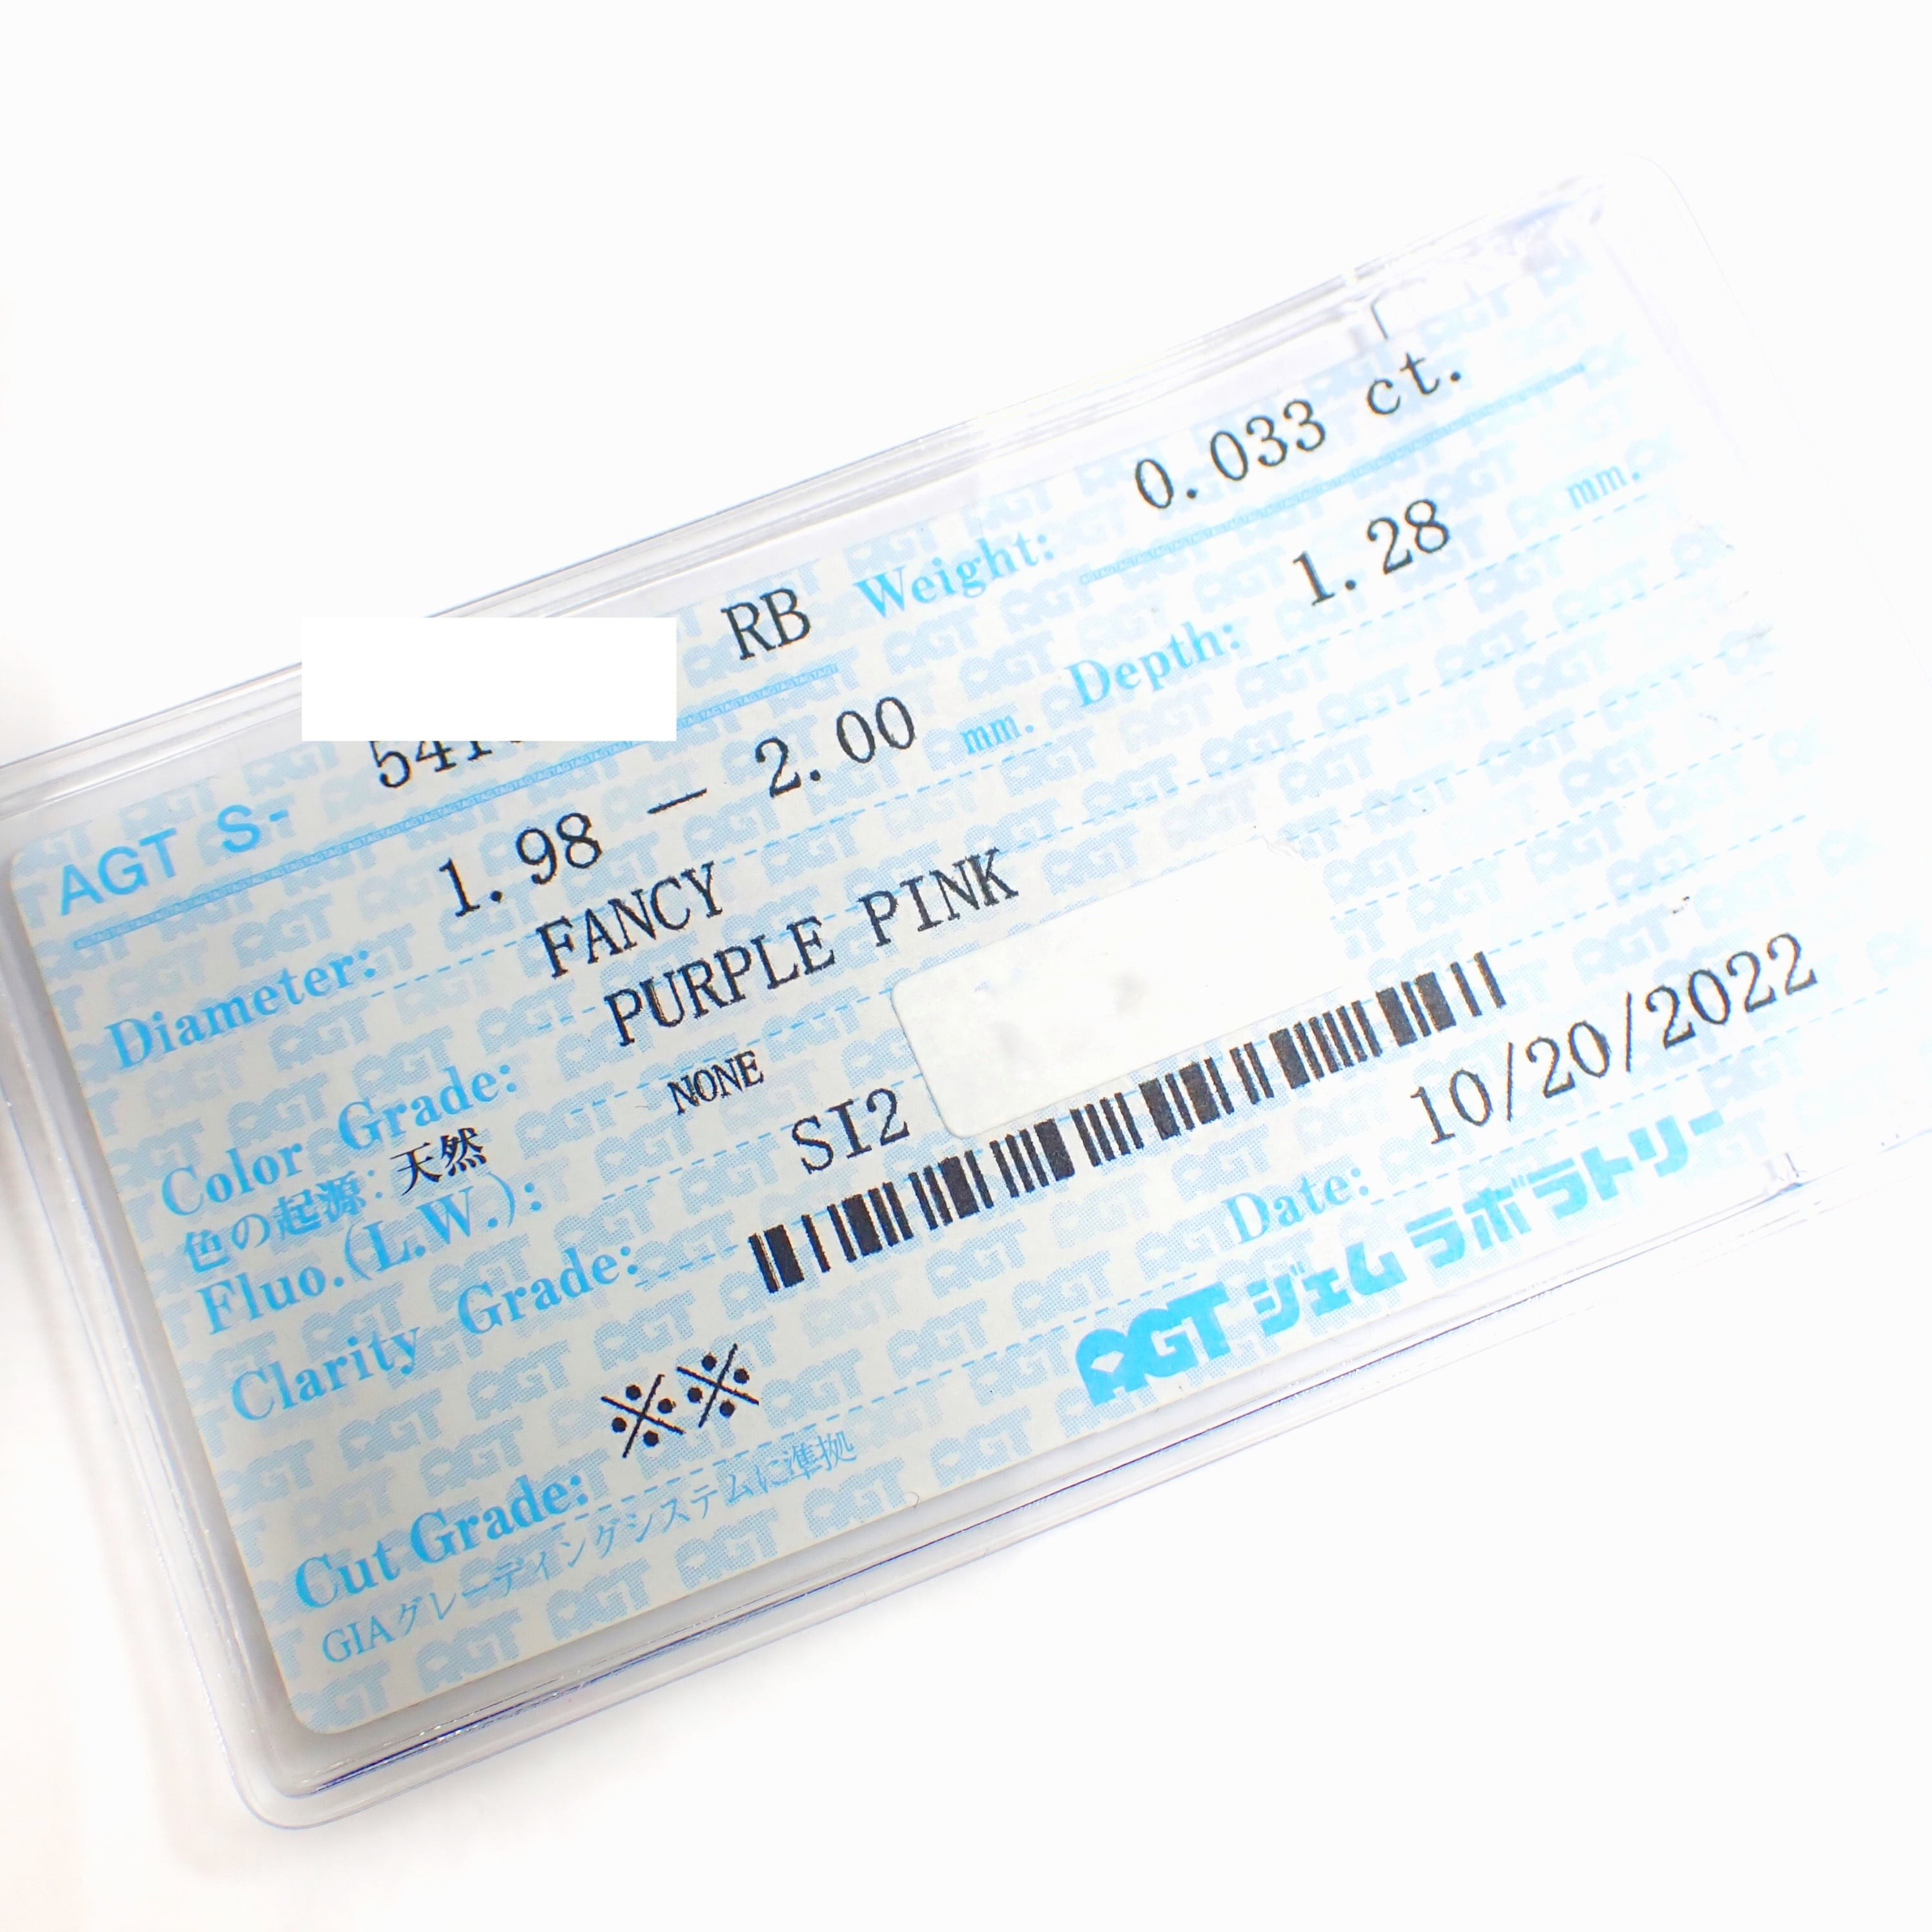 AGT S- RB Weight: 0.033 ct.
Diameter: 1.98 — 2.00 mm. Depth: 1.28 mm.
FANCY
Color Grade: PURPLE PINK
色の起源: 天然
Fluo.(L.W.): NONE
Clarity Grade: SI2
Cut Grade: ※※ Date: 10/20/2022
GIAグレーディングシステムに準拠 AGT ジェム ラボラトリー